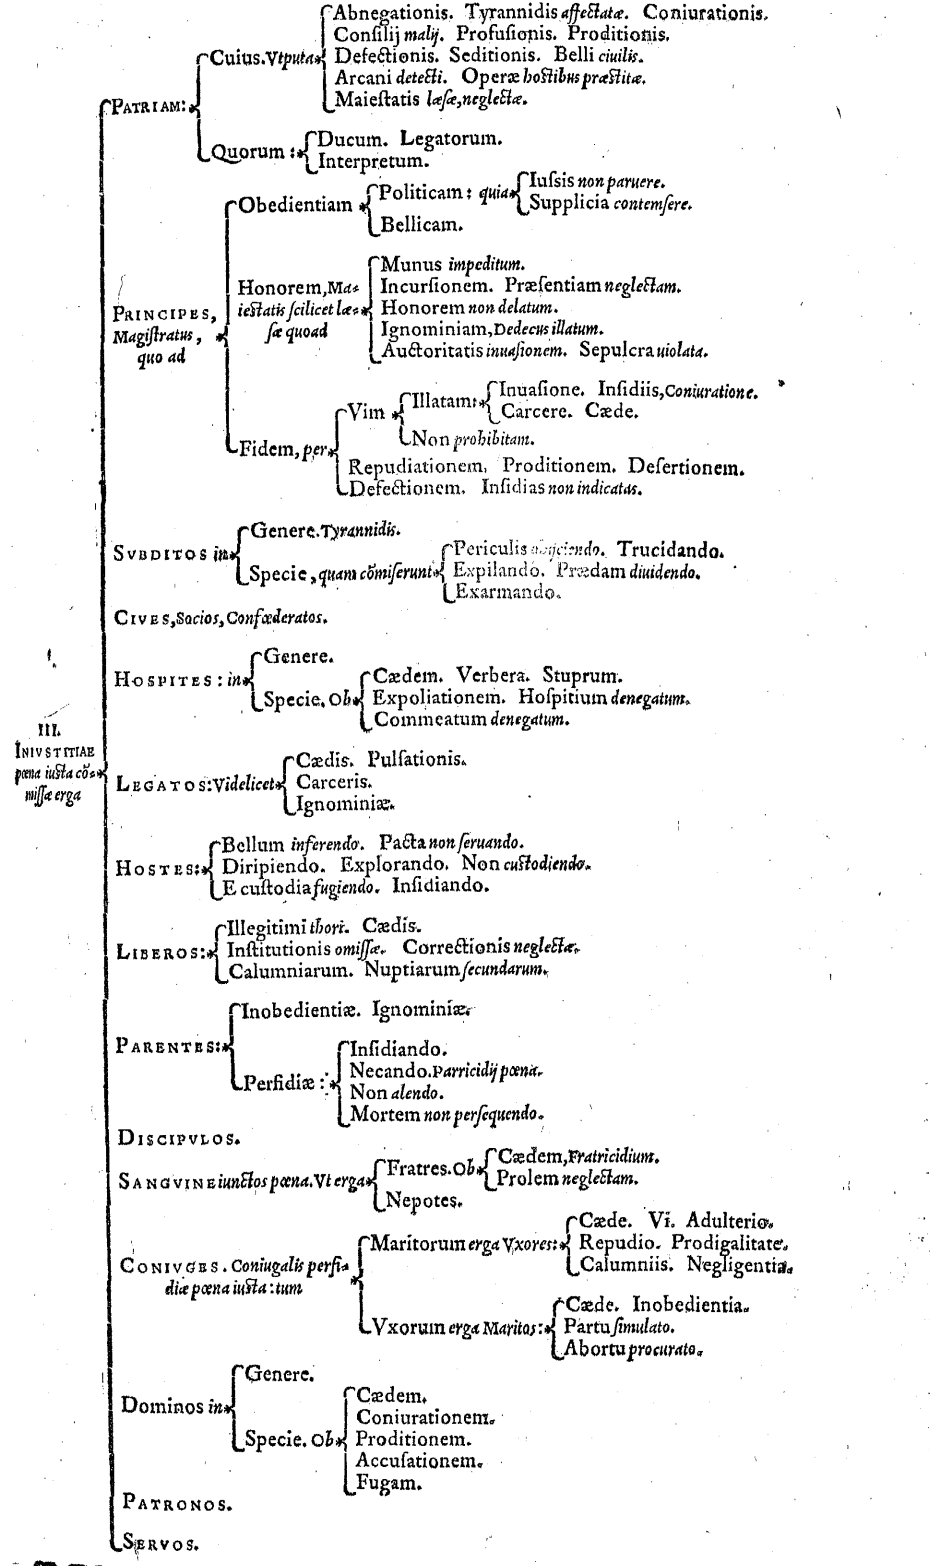 Abnegationis. Tyrannidis affectatæ. Coniurationis.
Consilij malij. Profusionis. Proditionis.
Cuius. Vtputa
Defectionis. Seditionis. Belli ciuilis.
Arcani detecti. Operæ hostibus præstitæ.
Maiestatis læsæ, neglectæ.
PATRIAM:
Quorum:
Ducum. Legatorum.
Interpretum.
PRINCIPES,
Magistratus,
quo ad
Obedientiam
Politicam: quia
Iussis non paruere.
Supplicia contemsere.
Bellicam.
Honorem, Ma-
iestatis scilicet læ-
sæ quoad
Munus impeditum.
Incursionem. Præsentiam neglectam.
Honorem non delatum.
Ignominiam, Dedecus illatum.
Auctoritatis inuasionem. Sepulcra uiolata.
Fidem, per
Vim
Illatam:
Inuasione. Insidiis, Coniuratione.
Carcere. Cæde.
Non prohibitam.
Repudiationem. Proditionem. Desertionem.
Defectionem. Insidias non indicatas.
SVBDITOS in
Genere. Tyrannidis.
Specie, quam cõmiserunt
Periculis Trucidando.
Expilando. Prædam diuidendo.
Exarmando.
CIVES, Socios, Confœderatos.
HOSPITES: in
Genere.
Specie. Ob
Cædem. Verbera. Stuprum.
Expoliationem. Hospitium denegatum.
Commeatum denegatum.
III.
INIVSTITIAE
pœna iusta cõ-
missæ erga
LEGATOS: Videlicet
Cædis. Pulsationis.
Carceris.
Ignominiæ.
HOSTES:
Bellum inferendo. Pacta non seruando.
Diripiendo. Explorando. Non custodiendo.
E custodia fugiendo. Insidiando.
LIBEROS:
Illegitimi thori. Cædis.
Institutionis omissæ. Correctionis neglectæ.
Calumniarum. Nuptiarum secundarum.
PARENTES:
Inobedientiæ. Ignominiæ.
Perfidiæ:
Insidiando.
Necando. Parricidij pœna.
Non alendo.
Mortem non persequendo.
DISCIPVLOS.
SANGVINE iunctos pœna. Vt erga
Fratres. Ob
Cædem, Fratricidium.
Prolem neglectam.
Nepotes.
CONIVGES. Coniugalis perfi-
diæ pœna iusta: tum
Maritorum erga Vxores:
Cæde. Vi. Adulterio.
Repudio. Prodigalitate.
Calumniis. Negligentia.
Vxorum erga Maritos:
Cæde. Inobedientia.
Partu simulato.
Abortu procurato.
Dominos in
Genere.
Specie. Ob
Cædem.
Coniurationem.
Proditionem.
Accusationem.
Fugam.
PATRONOS.
SERVOS.